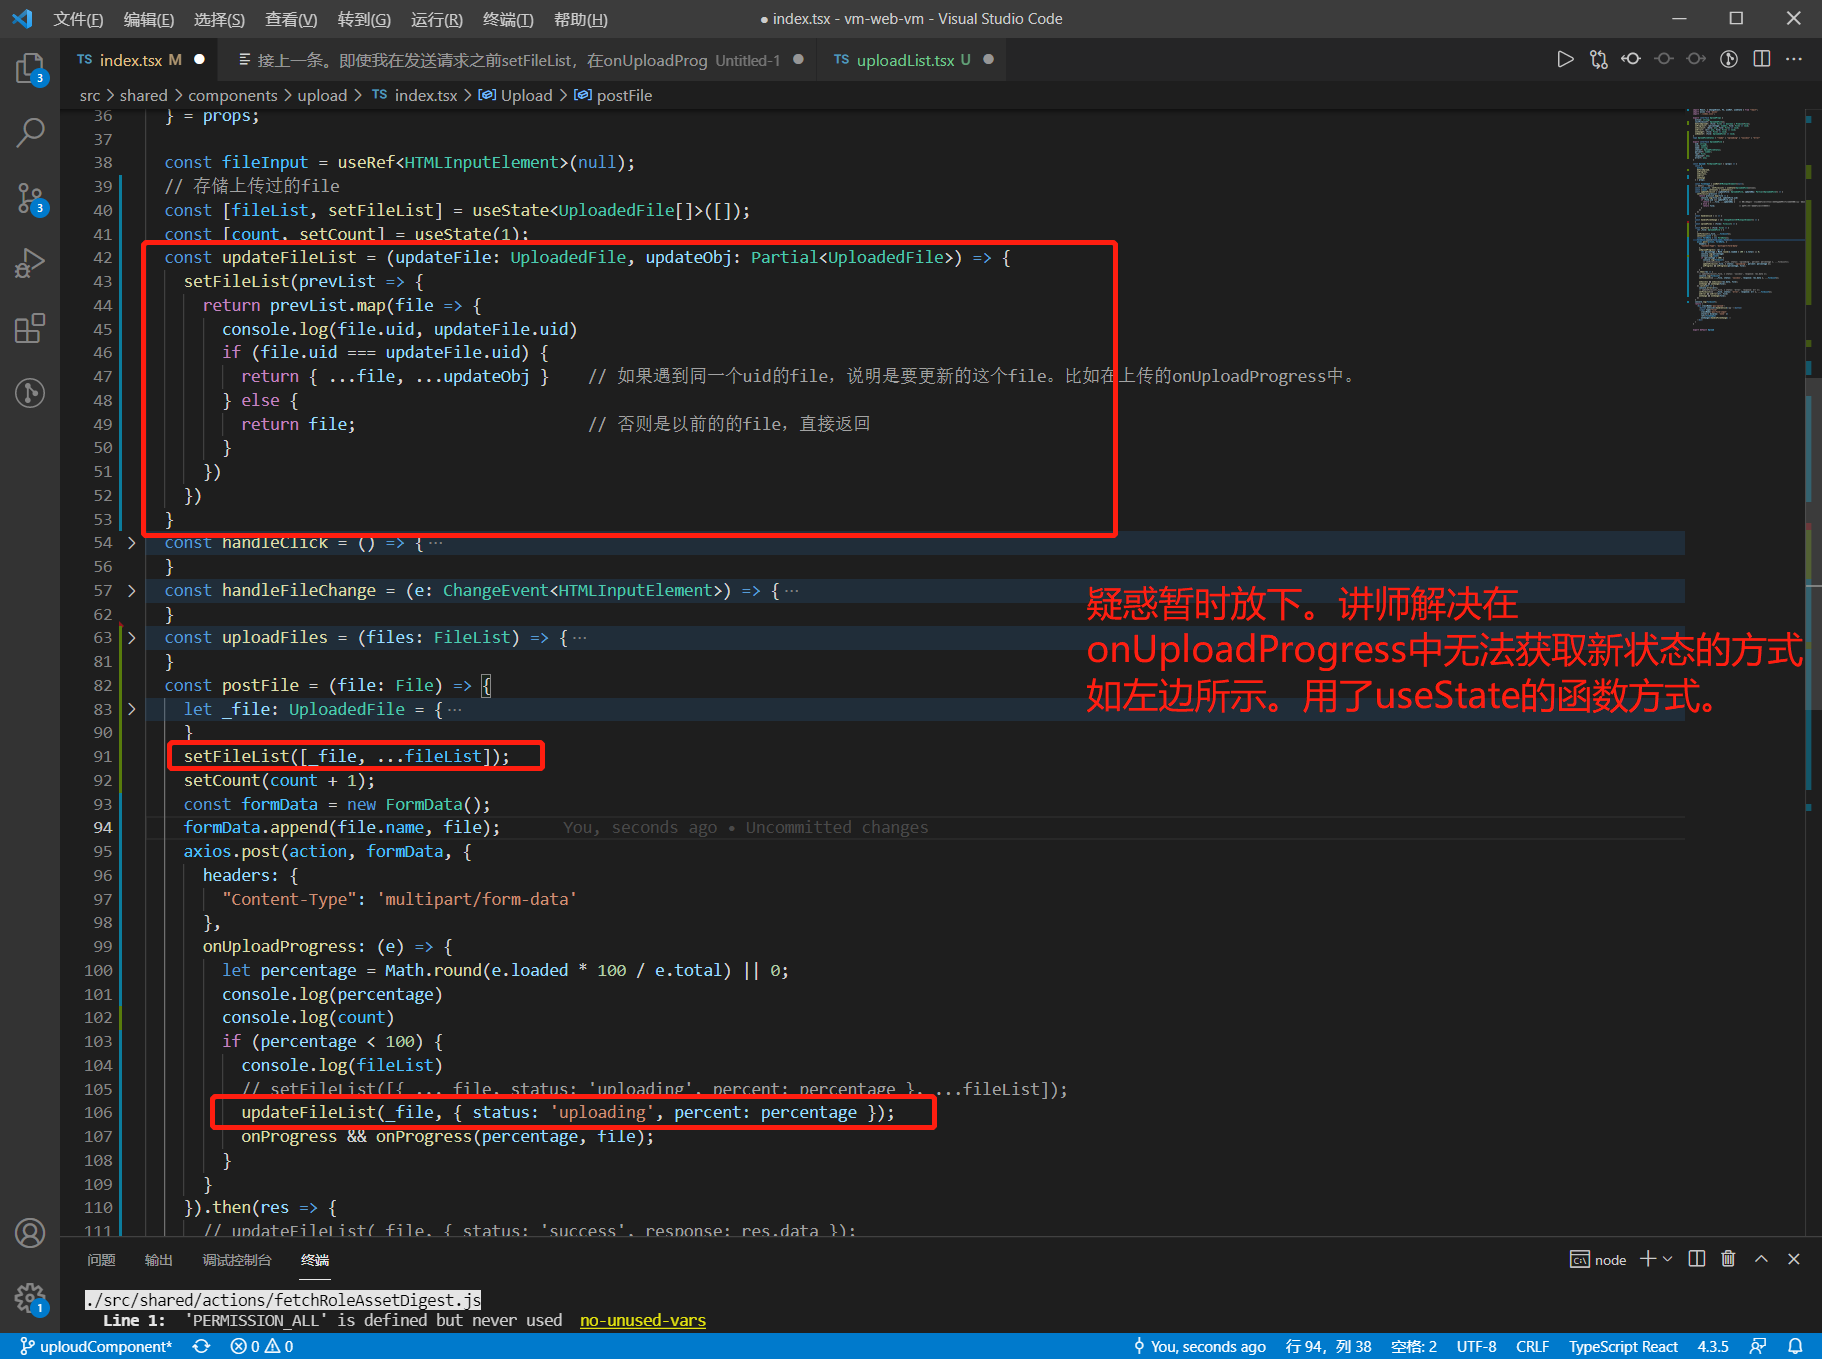 文件(F) 编辑(E) 选择(S) 查看(V) 转到(G) 运行(R) 终端(T) 帮助(H) ● index.tsx - vm-web-vm - Visual Studio Code
TS index.tsx M ● 接上一条。即使我在发送请求之前setFileList，在onUploadProg Untitled-1 ● TS uploadList.tsx U ●
src > shared > components > upload > TS index.tsx > Upload > postFile
36 } = props;
37
38 const fileInput = useRef<HTMLInputElement>(null);
39 // 存储上传过的file
40 const [fileList, setFileList] = useState<UploadedFile[]>([]);
41 const [count, setCount] = useState(1);
42 const updateFileList = (updateFile: UploadedFile, updateObj: Partial<UploadedFile>) => {
43 setFileList(prevList => {
44 return prevList.map(file => {
45 console.log(file.uid, updateFile.uid)
46 if (file.uid === updateFile.uid) {
47 return { ...file, ...updateObj } // 如果遇到同一个uid的file，说明是要更新的这个file。比如在上传的onUploadProgress中。
48 } else {
49 return file; // 否则是以前的的file，直接返回
50 }
51 })
52 })
53 }
54 const handleClick = () => { ···
56 }
57 const handleFileChange = (e: ChangeEvent<HTMLInputElement>) => { ···
62 }
63 const uploadFiles = (files: FileList) => { ···
81 }
82 const postFile = (file: File) => {
83 let _file: UploadedFile = { ···
90 }
91 setFileList([_file, ...fileList]);
92 setCount(count + 1);
93 const formData = new FormData();
94 formData.append(file.name, file); You, seconds ago • Uncommitted changes
95 axios.post(action, formData, {
96 headers: {
97 "Content-Type": 'multipart/form-data'
98 },
99 onUploadProgress: (e) => {
100 let percentage = Math.round(e.loaded * 100 / e.total) || 0;
101 console.log(percentage)
102 console.log(count)
103 if (percentage < 100) {
104 console.log(fileList)
105 // setFileList([{ ..._file, status: 'uploading', percent: percentage }, ...fileList]);
106 updateFileList(_file, { status: 'uploading', percent: percentage });
107 onProgress && onProgress(percentage, file);
108 }
109 }
110 }).then(res => {
111 // updateFileList(_file, { status: 'success', response: res.data });
疑惑暂时放下。讲师解决在
onUploadProgress中无法获取新状态的方式
如左边所示。用了useState的函数方式。
问题 输出 调试控制台 终端 node
./src/shared/actions/fetchRoleAssetDigest.js
Line 1: 'PERMISSION_ALL' is defined but never used no-unused-vars
uploudComponent* 0 0 You, seconds ago 行 94，列 38 空格: 2 UTF-8 CRLF TypeScript React 4.3.5
3
3
1